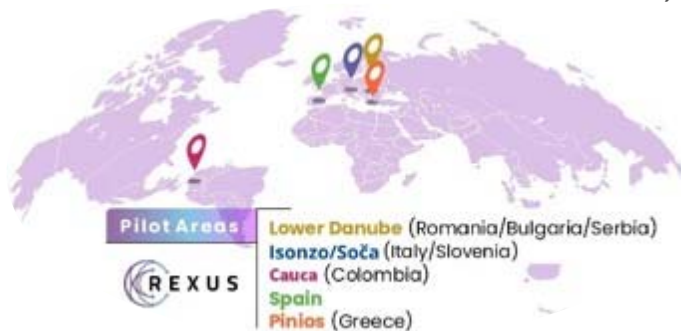 Pilot Areas
Lower Danube (Romania/Bulgaria/Serbia)
Isonzo/Soča (Italy/Slovenia)
Cauca (Colombia)
Spain
Pinios (Greece)
REXUS